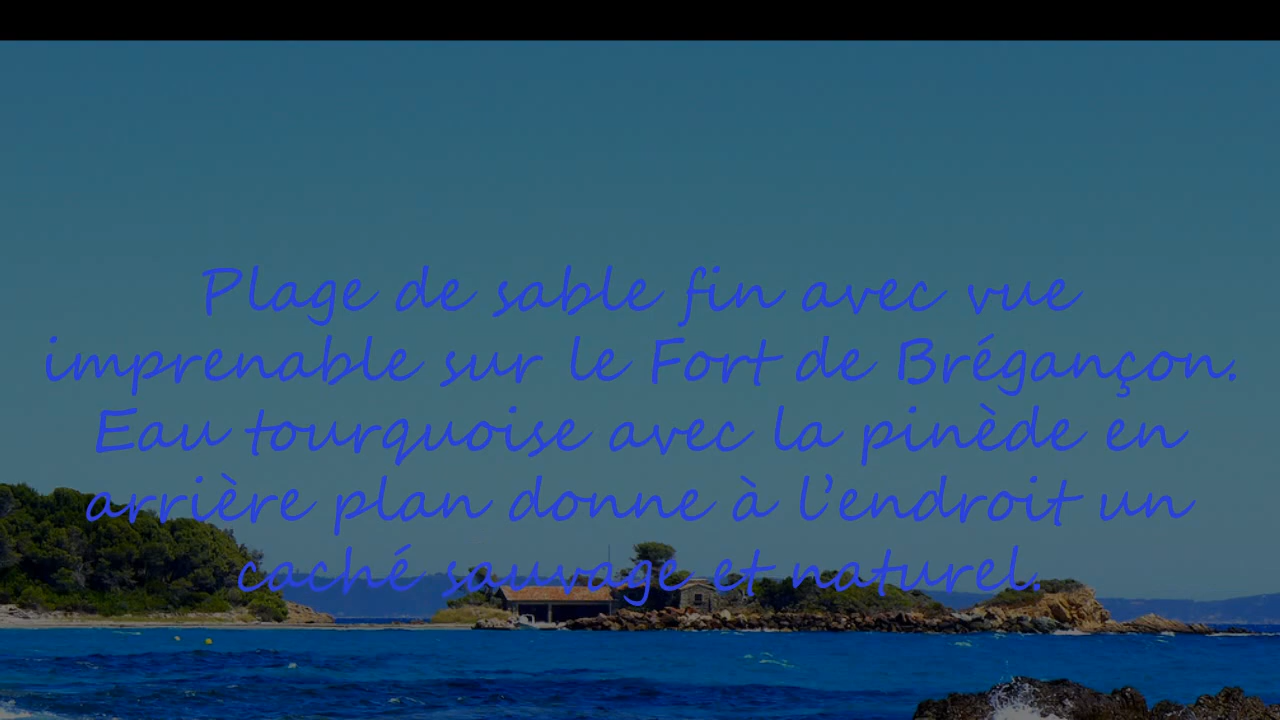 Plage de sable fin avec vue
imprenable sur le Fort de Brégançon.
Eau tourquoise avec la pinède en
arrière plan donne à l'endroit un
caché sauvage et naturel.